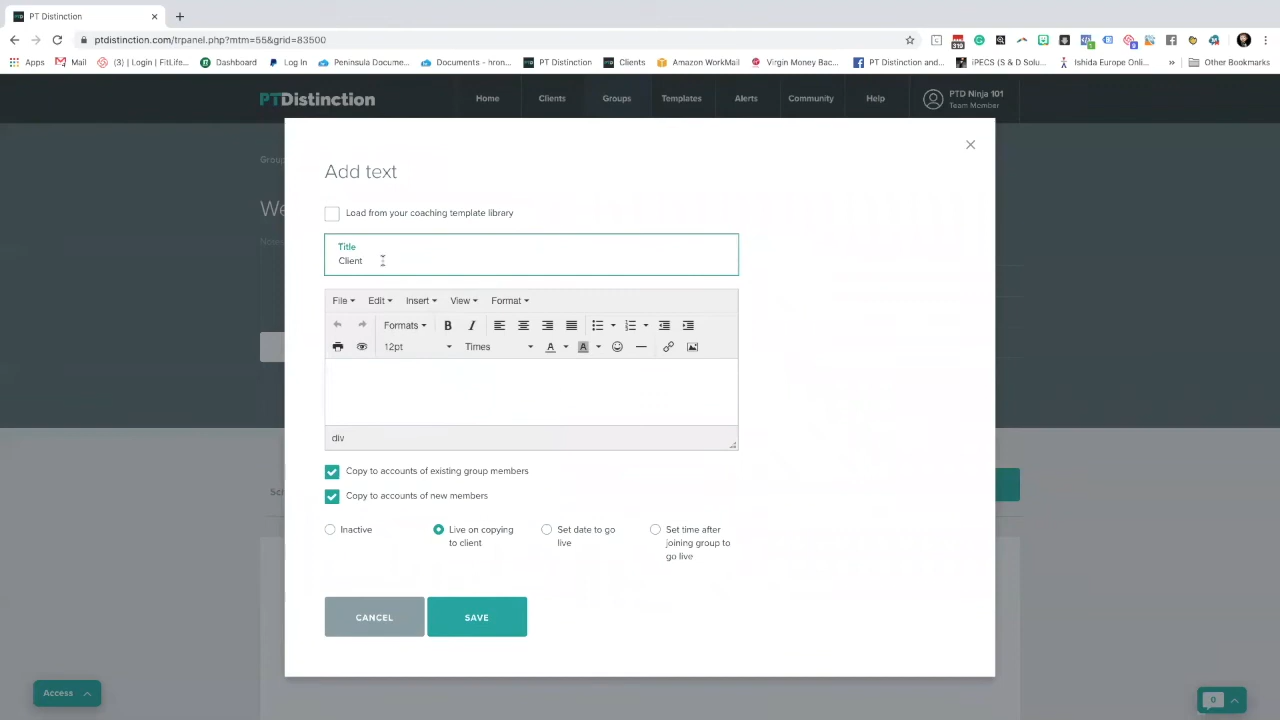 PT Distinction
ptdistinction.com/trpanel.php?mtm=55&grid=83500
319
Apps
Mail
(3) | Login | FitLife...
Dashboard
Log In
Peninsula Docume...
Documents - hron...
PT Distinction
Clients
Amazon WorkMail
Virgin Money Bac...
PT Distinction and...
iPECS (S & D Solu...
Ishida Europe Onli...
»
Other Bookmarks
PTDistinction
Home
Clients
Groups
Templates
Alerts
Community
Help
PTD Ninja 101
Team Member
Group
We
Add text
Load from your coaching template library
Title
Client
File
Edit
Insert
View
Format
Formats
B
I
12pt
Times
A
A
div
Copy to accounts of existing group members
Copy to accounts of new members
Inactive
Live on copying
to client
Set date to go
live
Set time after
joining group to
go live
CANCEL
SAVE
Access
0